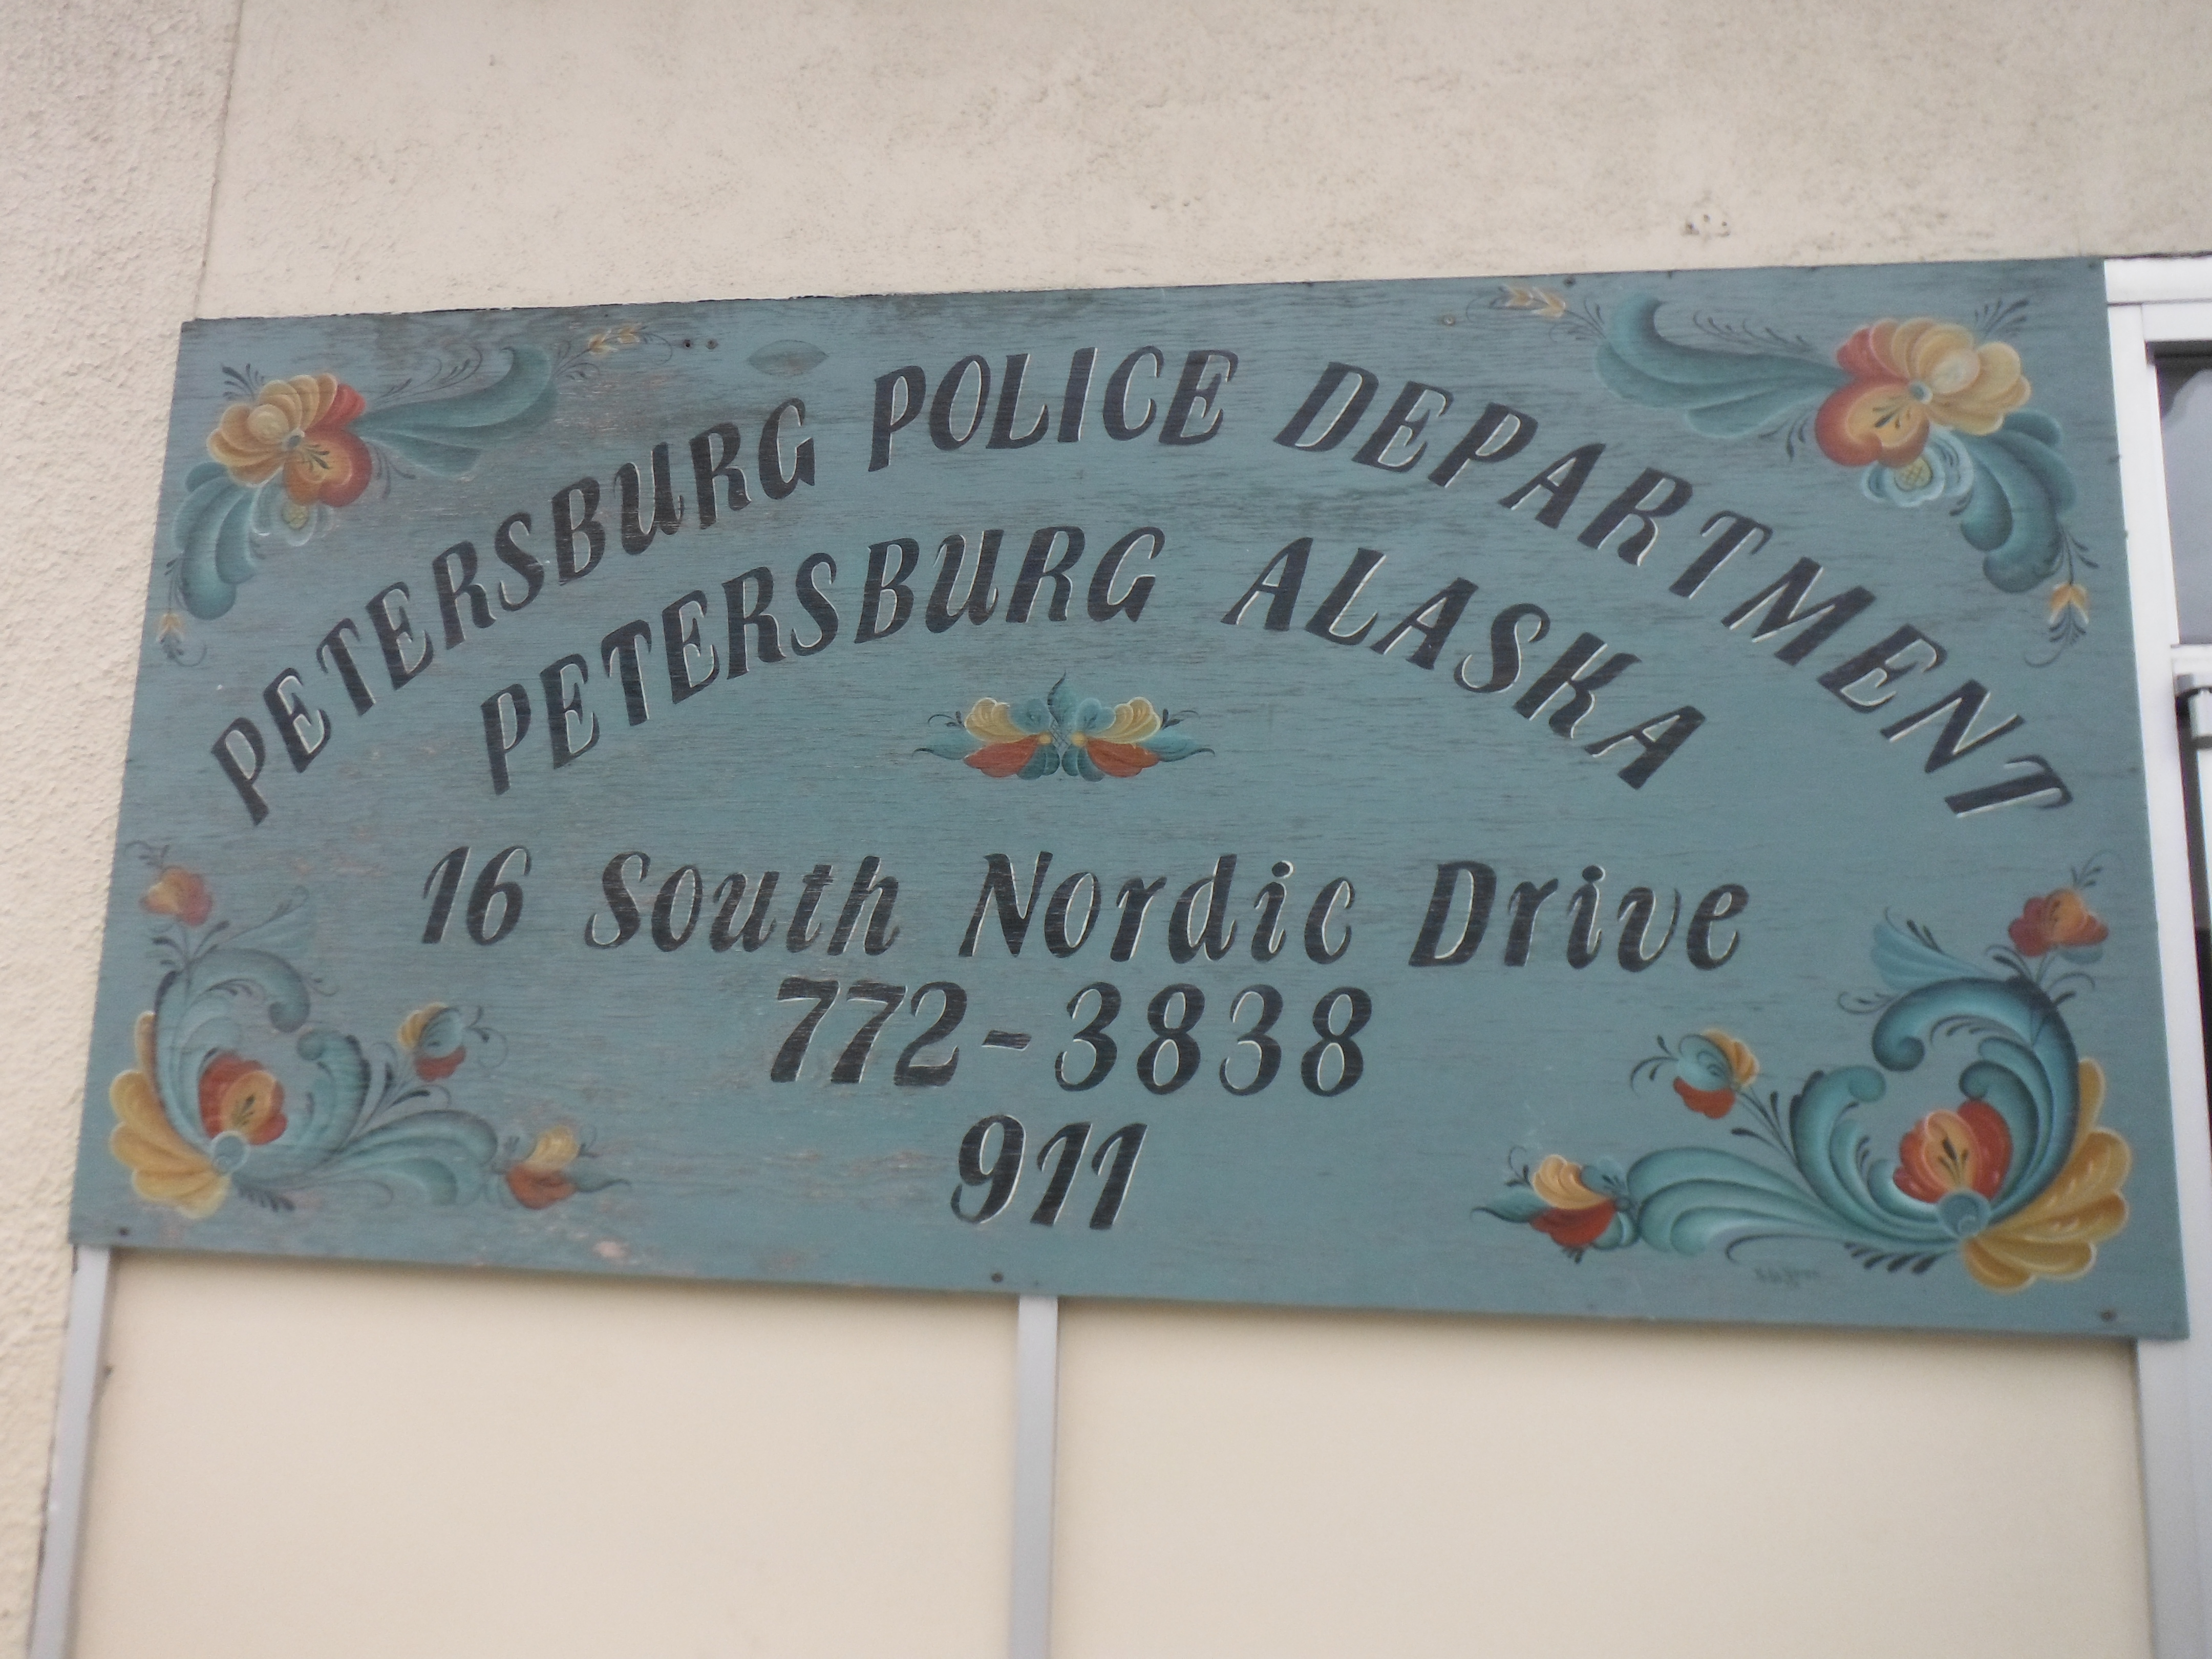 PETERSBURG POLICE DEPARTMENT
PETERSBURG ALASKA
16 South Nordic Drive
772-3838
911